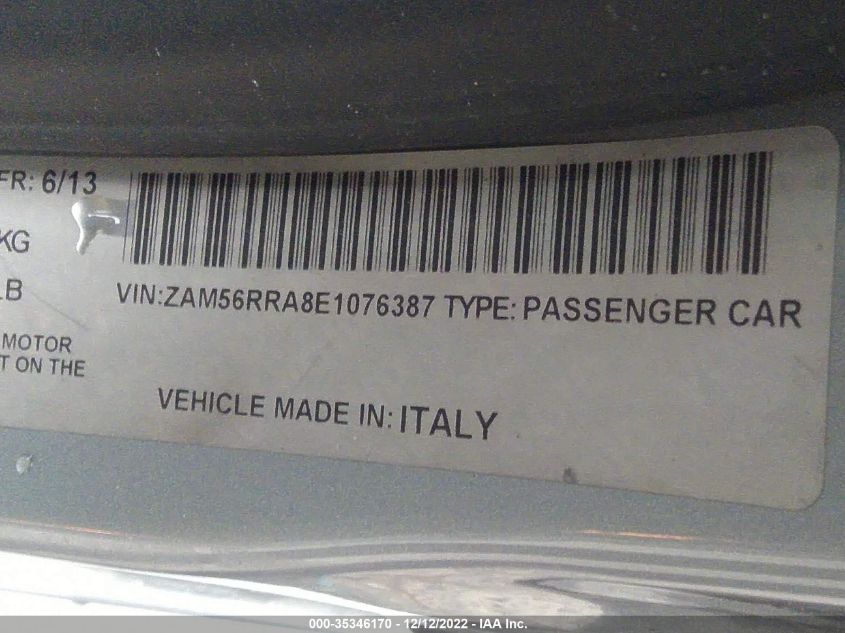 FR: 6/13
KG
LB
VIN:ZAM56RRA8E1076387 TYPE: PASSENGER CAR
MOTOR
T ON THE
VEHICLE MADE IN: ITALY
000-35346170 - 12/12/2022 - IAA Inc.